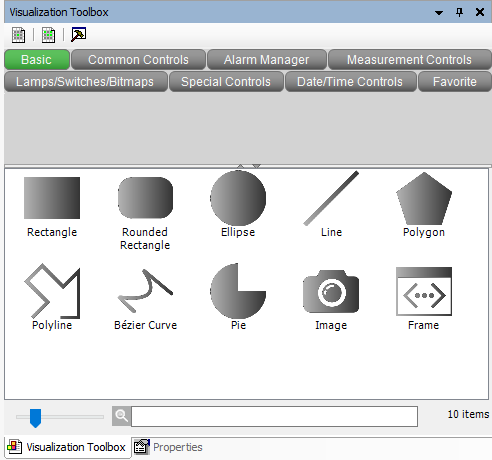 Visualization Toolbox
Basic Common Controls Alarm Manager Measurement Controls
Lamps/Switches/Bitmaps Special Controls Date/Time Controls Favorite
Rectangle Rounded Rectangle Ellipse Line Polygon
Polyline Bézier Curve Pie Image Frame
10 items
Visualization Toolbox Properties